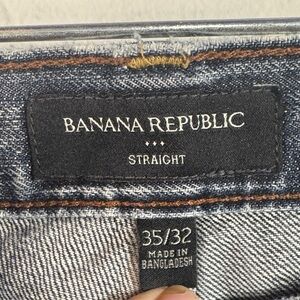 BANANA REPUBLIC
STRAIGHT
35/32
MADE IN
BANGLADESH